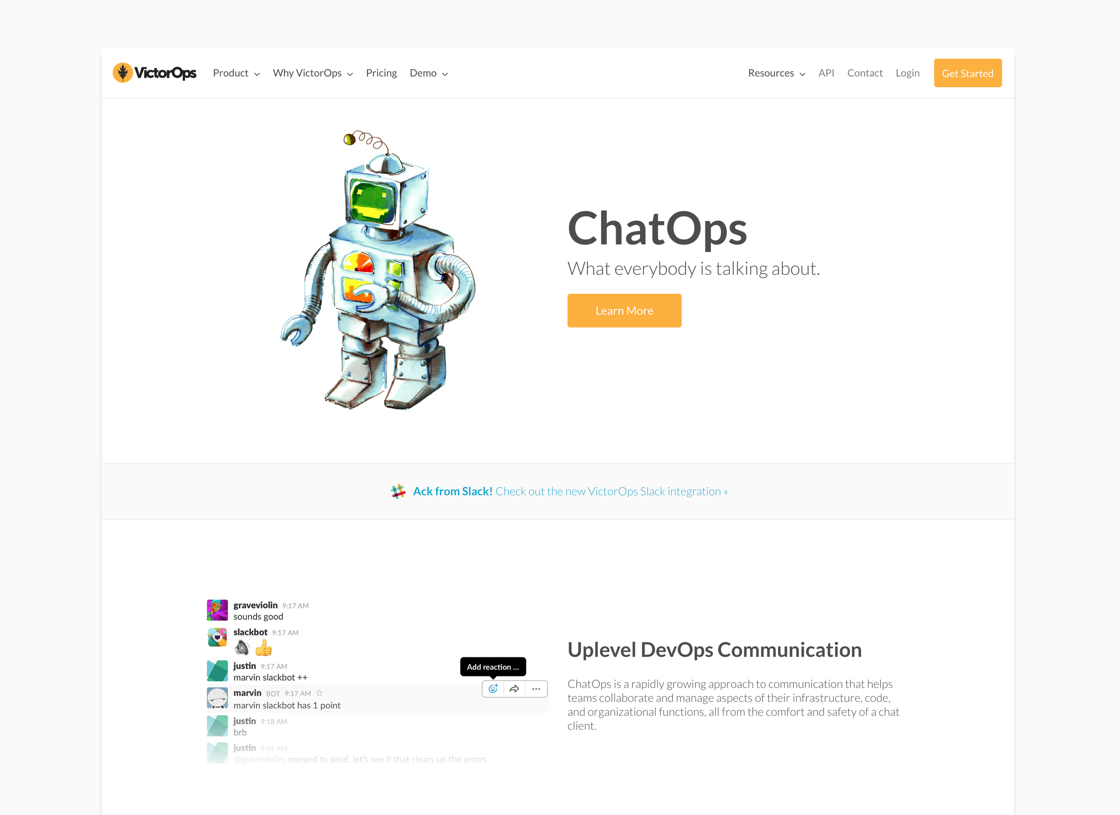 VictorOps Product Why VictorOps Pricing Demo Resources API Contact Login Get Started
ChatOps
What everybody is talking about.
Learn More
Ack from Slack! Check out the new VictorOps Slack integration »
graveviolin 9:17 AM
sounds good
slackbot 9:17 AM
justin 9:17 AM
marvin slackbot ++
Add reaction ...
marvin BOT 9:17 AM
marvin slackbot has 1 point
justin 9:18 AM
brb
justin 9:46 AM
@graveviolin merged to prod, let's see if that clears up the errors
Uplevel DevOps Communication
ChatOps is a rapidly growing approach to communication that helps
teams collaborate and manage aspects of their infrastructure, code,
and organizational functions, all from the comfort and safety of a chat
client.